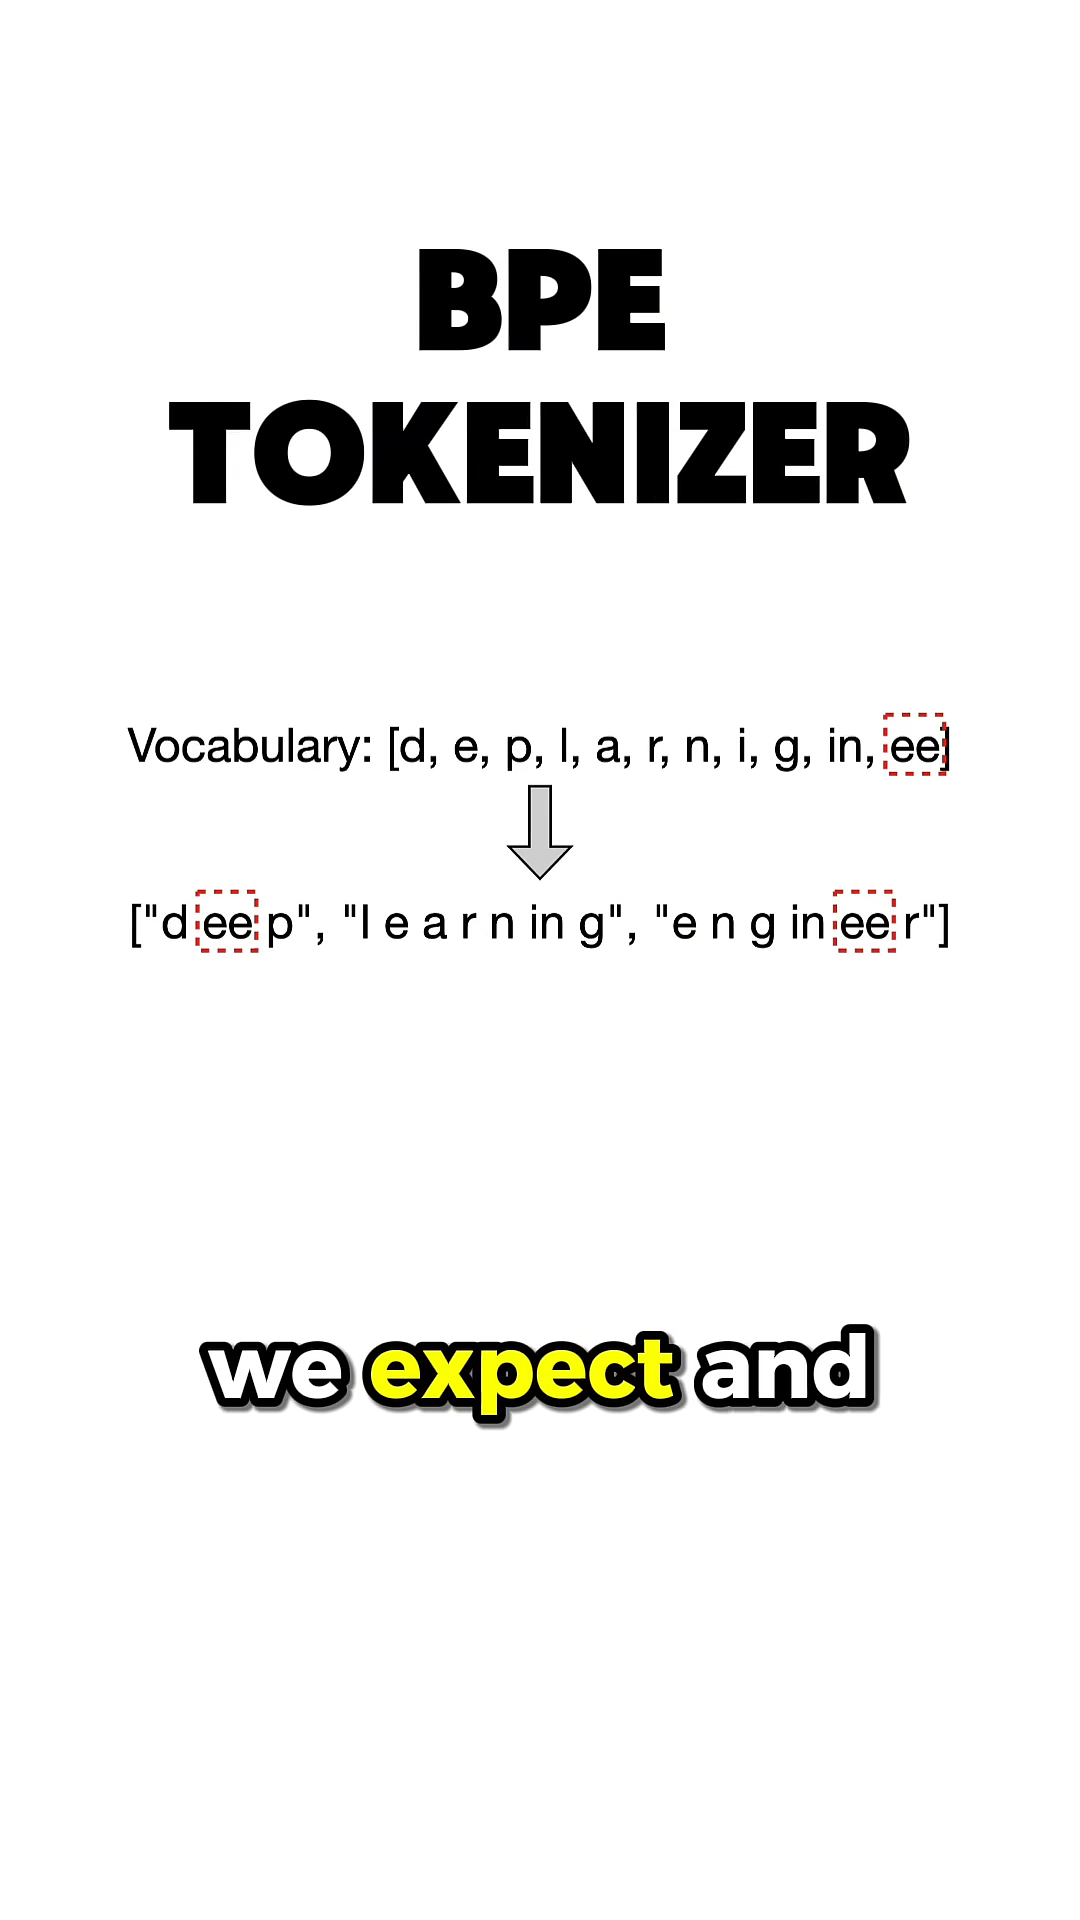 BPE
TOKENIZER
Vocabulary: [d, e, p, l, a, r, n, i, g, in, ee]
["d ee p", "l e a r n in g", "e n g in ee r"]
we expect and